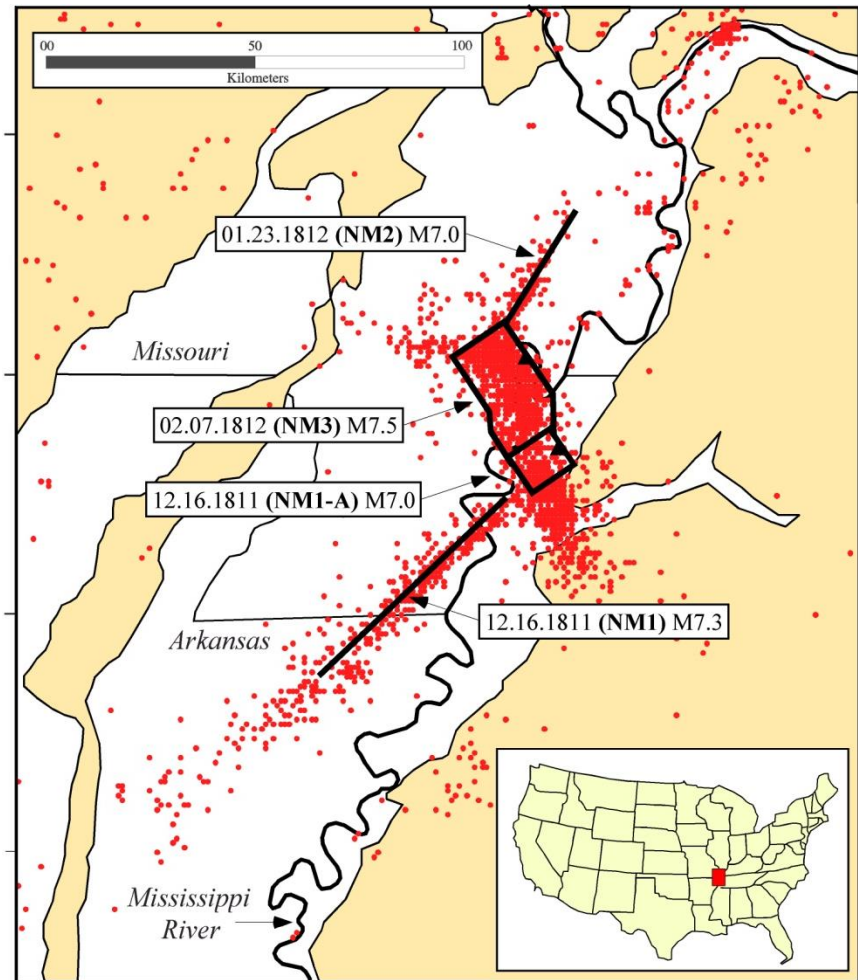 00 50 100
Kilometers
01.23.1812 (NM2) M7.0
Missouri
02.07.1812 (NM3) M7.5
12.16.1811 (NM1-A) M7.0
12.16.1811 (NM1) M7.3
Arkansas
Mississippi
River